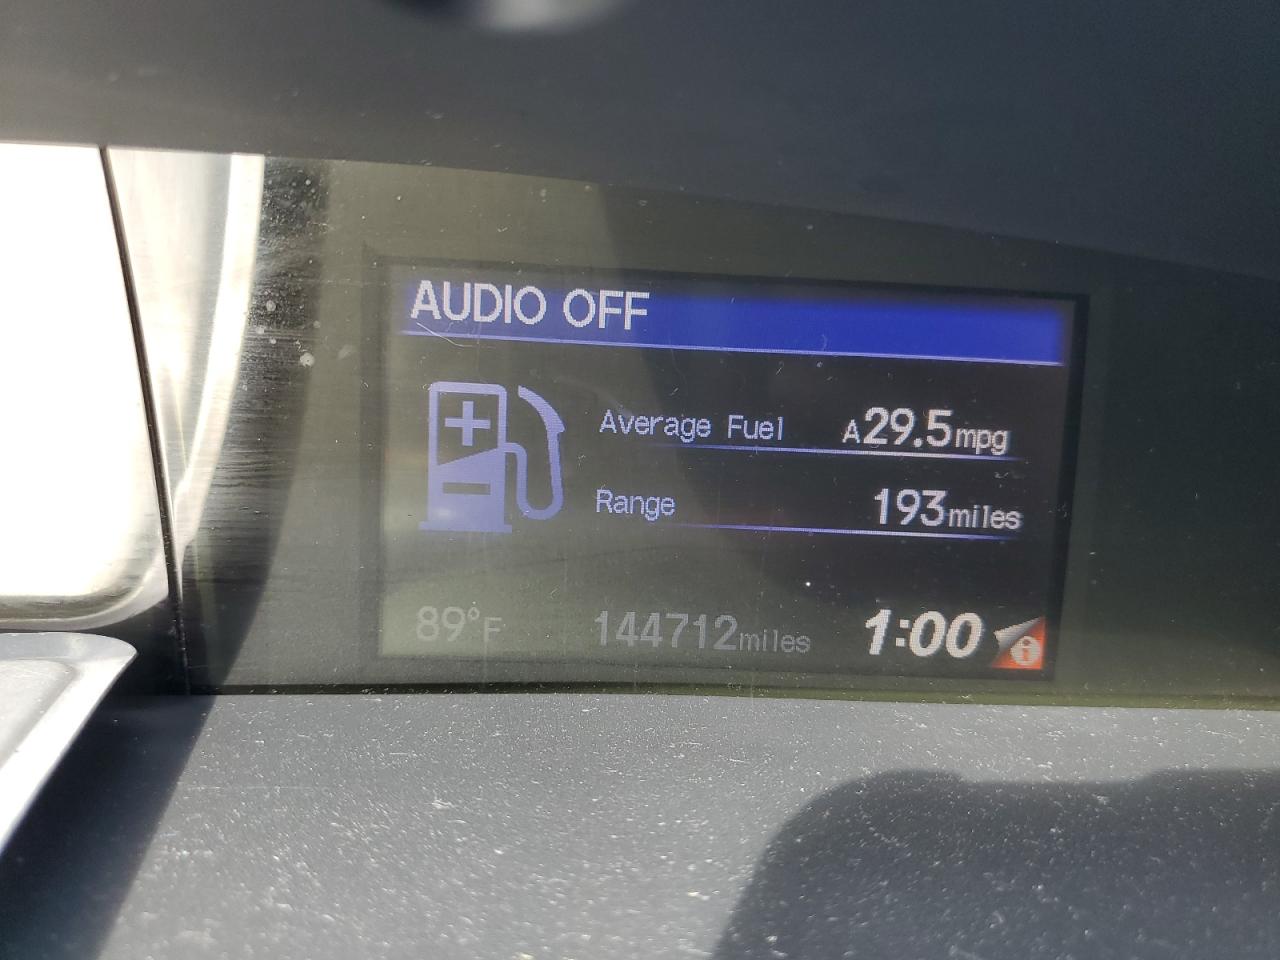 AUDIO OFF
Average Fuel A29.5mpg
Range 193miles
89°F 144712miles 1:00 i